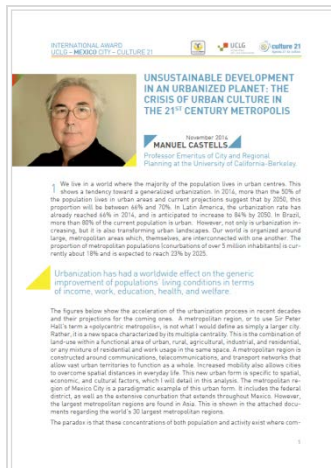 INTERNATIONAL AWARD
UCLG – MEXICO CITY – CULTURE 21
UCLG
culture 21
UNSUSTAINABLE DEVELOPMENT
IN AN URBANIZED PLANET: THE
CRISIS OF URBAN CULTURE IN
THE 21ST CENTURY METROPOLIS
November 2014
MANUEL CASTELLS
Professor Emeritus of City and Regional
Planning at the University of California-Berkeley.
1 We live in a world where the majority of the population lives in urban centres. This
shows a tendency toward a generalized urbanization. In 2014, more than the 50% of
the population lives in urban areas and current projections suggest that by 2050, this
proportion will be between 66% and 70%. In Latin America, the urbanization rate has
already reached 66% in 2014, and is anticipated to increase to 84% by 2050. In Brazil,
more than 80% of the current population is urban. However, not only is urbanization in-
creasing, but it is also transforming urban landscapes. Our world is organized around
large, metropolitan areas which, themselves, are interconnected with one another. The
proportion of metropolitan populations (conurbations of over 5 million inhabitants) is cur-
rently about 18% and is expected to reach 23% by 2025.
Urbanization has had a worldwide effect on the generic
improvement of populations' living conditions in terms
of income, work, education, health, and welfare.
The figures below show the acceleration of the urbanization process in recent decades
and their projections for the coming ones. A metropolitan region, or to use Sir Peter
Hall's term a «polycentric metropoli», is not what I would define as simply a larger city.
Rather, it is a new space characterized by its multiple centrality. This is the combination of
land-use within a functional area of urban, rural, agricultural, industrial, and residential,
or any mixture of residential and work usage in the same space. A metropolitan region is
constructed around communications, telecommunications, and transport networks that
allow vast urban territories to function as a whole. Increased mobility also allows cities
to overcome spatial distances in everyday life. This new urban form is specific to spatial,
economic, and cultural factors, which I will detail in this analysis. The metropolitan re-
gion of Mexico City is a paradigmatic example of this urban form. It includes the federal
district, as well as the extensive conurbation that extends throughout Mexico. However,
the largest metropolitan regions are found in Asia. This is shown in the attached docu-
ments regarding the world's 30 largest metropolitan regions.
The paradox is that these concentrations of both population and activity exist where com-